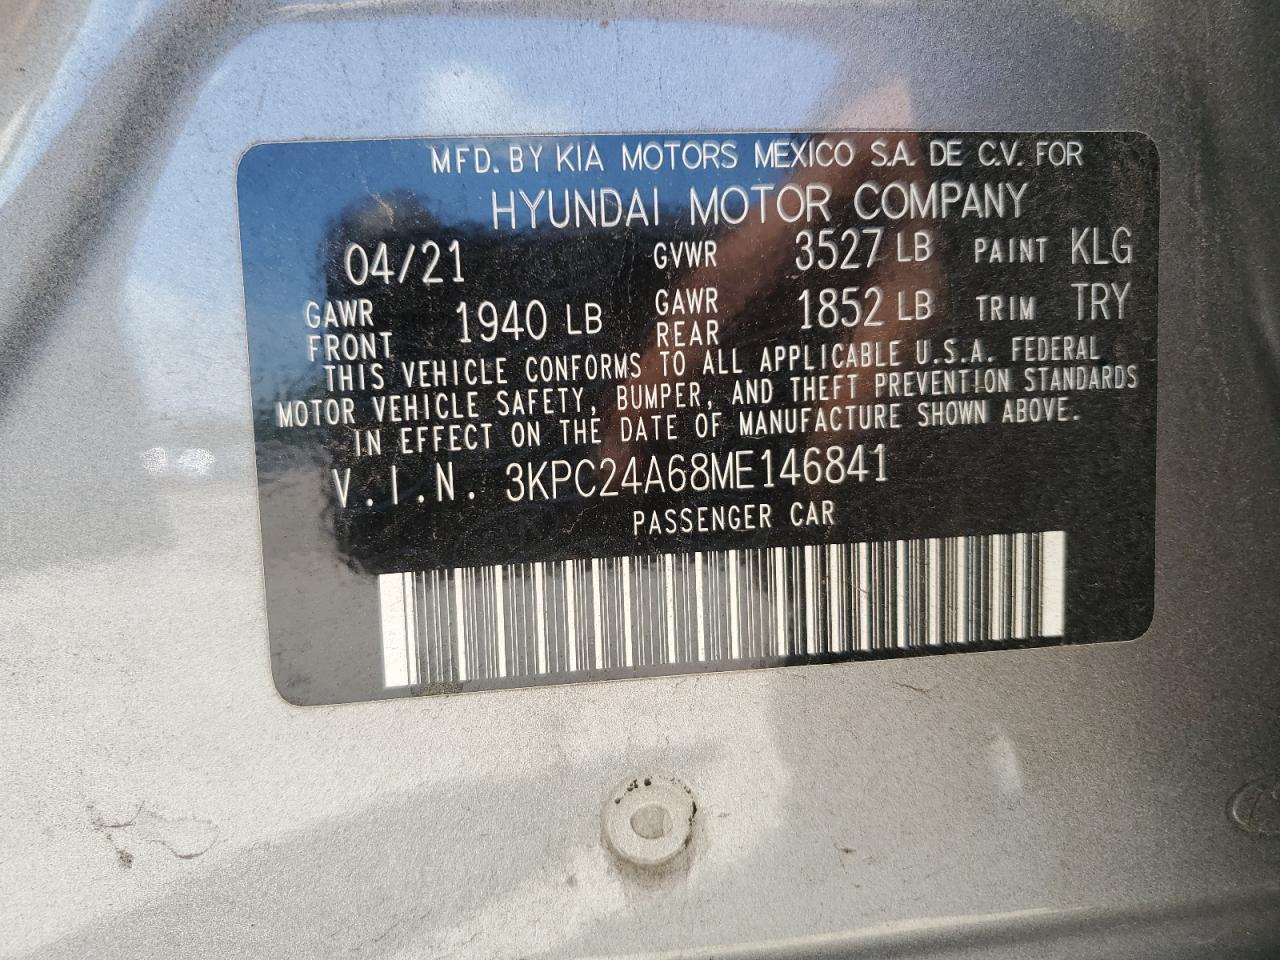 MFD. BY KIA MOTORS MEXICO S.A. DE C.V. FOR
HYUNDAI MOTOR COMPANY
04/21 GVWR 3527 LB PAINT KLG
GAWR FRONT 1940 LB GAWR REAR 1852 LB TRIM TRY
THIS VEHICLE CONFORMS TO ALL APPLICABLE U.S.A. FEDERAL
MOTOR VEHICLE SAFETY, BUMPER, AND THEFT PREVENTION STANDARDS
IN EFFECT ON THE DATE OF MANUFACTURE SHOWN ABOVE.
V.I.N. 3KPC24A68ME146841
PASSENGER CAR